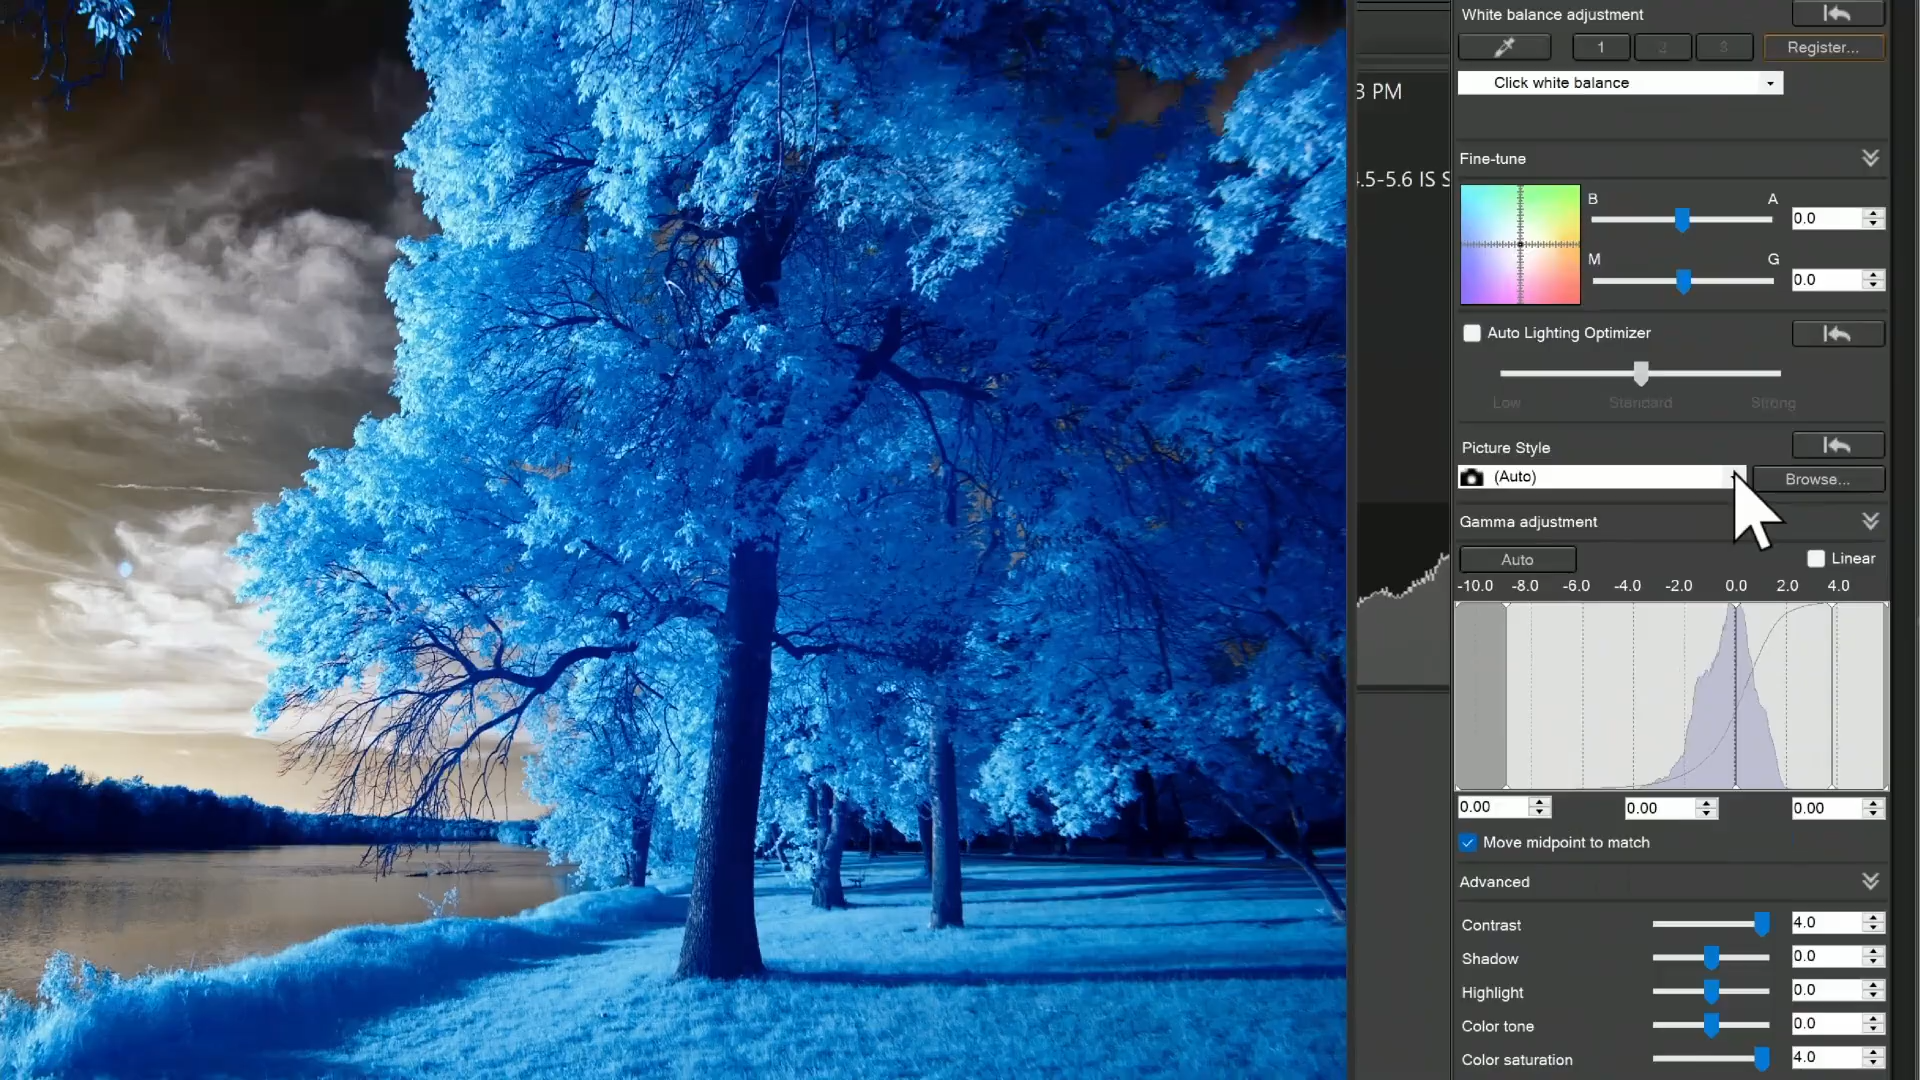 White balance adjustment
1 2 3 Register...
Click white balance
3 PM
Fine-tune
4.5-5.6 IS S
B A 0.0
M G 0.0
Auto Lighting Optimizer
Low Standard Strong
Picture Style
(Auto) Browse...
Gamma adjustment
Auto Linear
-10.0 -8.0 -6.0 -4.0 -2.0 0.0 2.0 4.0
0.00 0.00 0.00
Move midpoint to match
Advanced
Contrast 4.0
Shadow 0.0
Highlight 0.0
Color tone 0.0
Color saturation 4.0